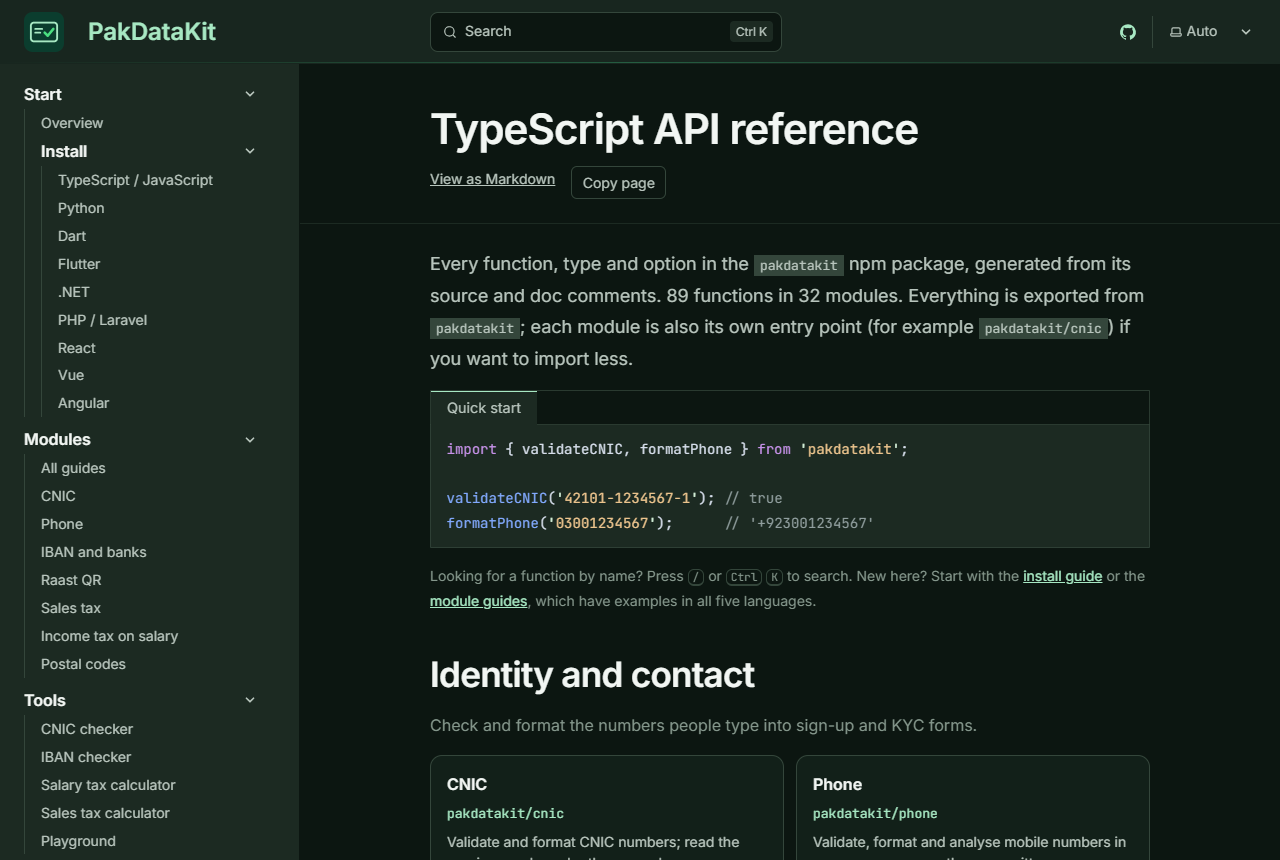 PakDataKit
Search
Ctrl K
Auto
Start
Overview
Install
TypeScript / JavaScript
Python
Dart
Flutter
.NET
PHP / Laravel
React
Vue
Angular
Modules
All guides
CNIC
Phone
IBAN and banks
Raast QR
Sales tax
Income tax on salary
Postal codes
Tools
CNIC checker
IBAN checker
Salary tax calculator
Sales tax calculator
Playground
TypeScript API reference
View as Markdown
Copy page
Every function, type and option in the pakdatakit npm package, generated from its
source and doc comments. 89 functions in 32 modules. Everything is exported from
pakdatakit; each module is also its own entry point (for example pakdatakit/cnic) if
you want to import less.
Quick start
import { validateCNIC, formatPhone } from 'pakdatakit';
validateCNIC('42101-1234567-1'); // true
formatPhone('03001234567');      // '+923001234567'
Looking for a function by name? Press / or Ctrl K to search. New here? Start with the install guide or the
module guides, which have examples in all five languages.
Identity and contact
Check and format the numbers people type into sign-up and KYC forms.
CNIC
pakdatakit/cnic
Validate and format CNIC numbers; read the
Phone
pakdatakit/phone
Validate, format and analyse mobile numbers in